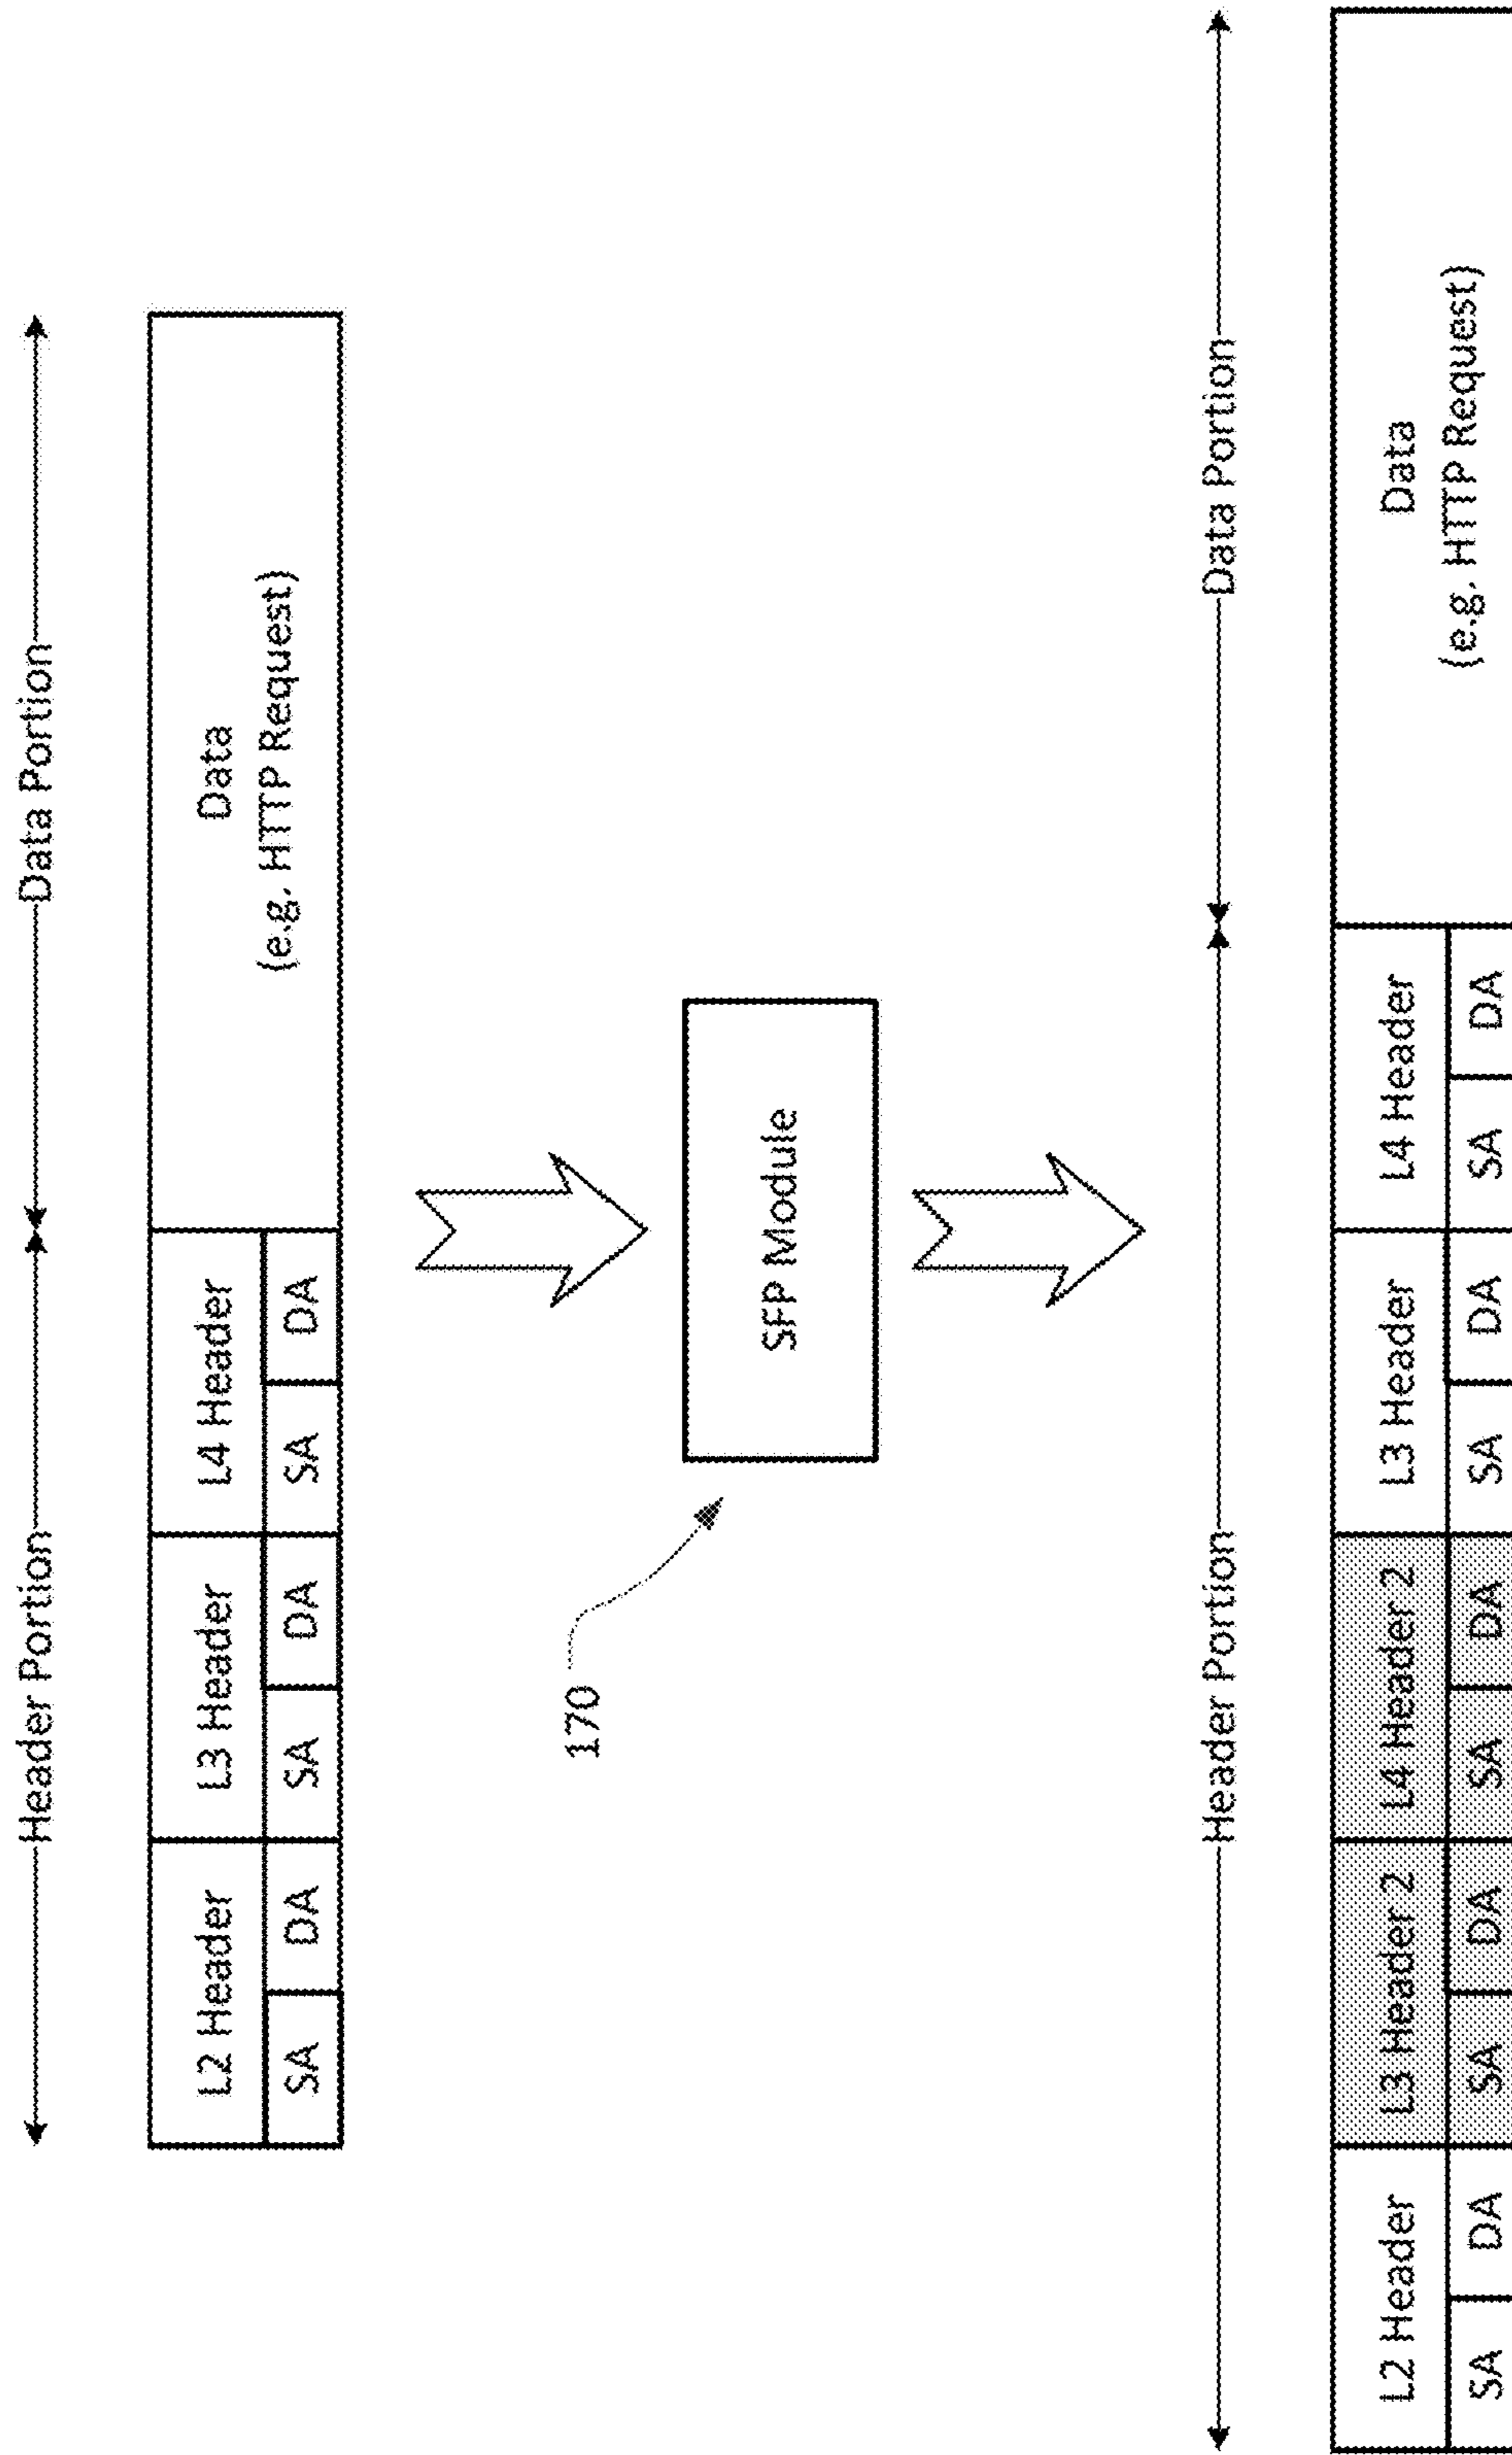 Header Portion
Data Portion
L2 Header
L3 Header
L4 Header
Data
(e.g. HTTP Request)
SA
DA
SA
DA
SA
DA
170
SFP Module
Header Portion
Data Portion
L2 Header
L3 Header 2
L4 Header 2
L3 Header
L4 Header
Data
(e.g. HTTP Request)
SA
DA
SA
DA
SA
DA
SA
DA
SA
DA